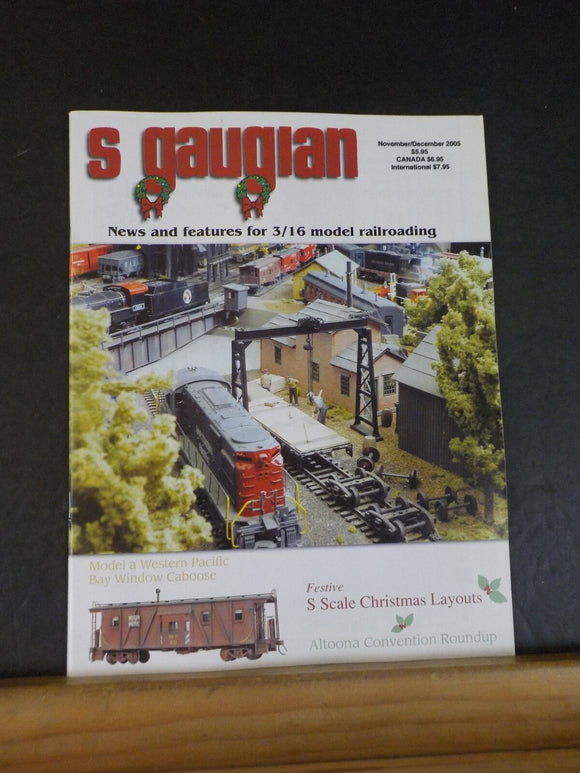 S gaugian
November/December 2005
$5.95
CANADA $6.95
International $7.95
News and features for 3/16 model railroading
Model a Western Pacific
Bay Window Caboose
Festive
S Scale Christmas Layouts
Altoona Convention Roundup